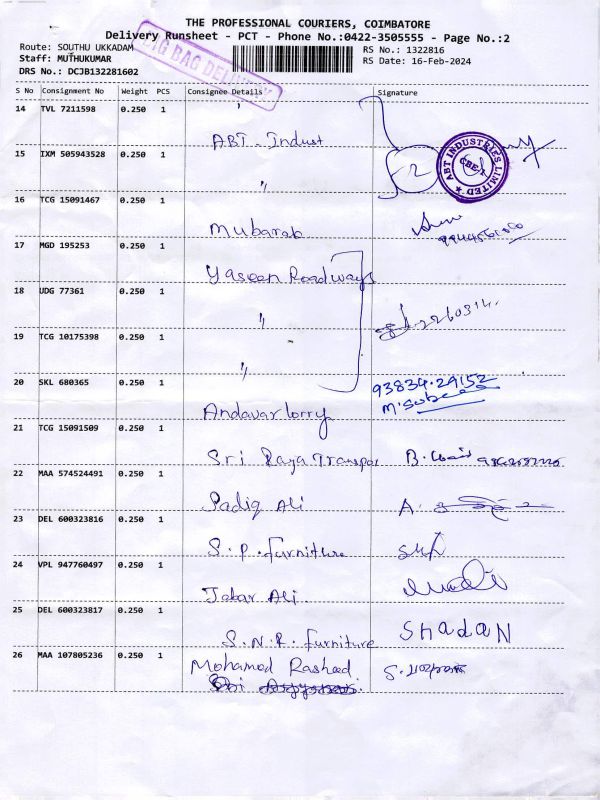 THE PROFESSIONAL COURIERS, COIMBATORE
Delivery Runsheet - PCT - Phone No.:0422-3505555 - Page No.:2
Route: SOUTHU UKKADAM
RS No.: 1322816
Staff: MUTHUKUMAR
RS Date: 16-Feb-2024
DRS No.: DCJB132281602
BIG BAG DELIVERY
S No Consignment No Weight PCS Consignee Details Signature
14 TVL 7211598 0.250 1 "
ABT. Indust
15 IXM 505943528 0.250 1 "
ABT INDUSTRIES LIMITED
CBE-1
16 TCG 15091467 0.250 1
Mubarab
17 MGD 195253 0.250 1
Yaseen Roadways
18 UDG 77361 0.250 1 "
19 TCG 10175398 0.250 1 "
20 SKL 680365 0.250 1
93834.29152
Andavar lorry
21 TCG 15091509 0.250 1
Sri Raja Transpor
22 MAA 574524491 0.250 1
Sadiq Ali
23 DEL 600323816 0.250 1
S.P. furniture
24 VPL 947760497 0.250 1
Jabar Ali
25 DEL 600323817 0.250 1
SHADAN
S.N.R. furniture
26 MAA 107805236 0.250 1
Mohamed Rasheed